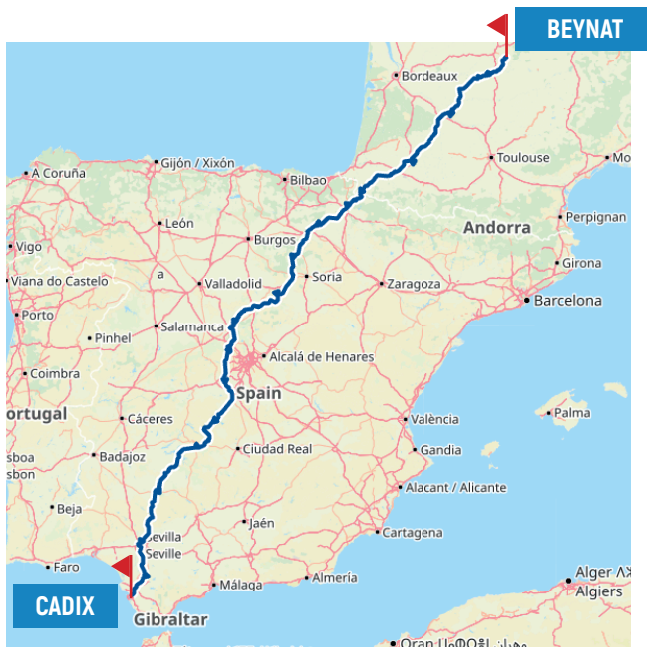 BEYNAT
Bordeaux
Toulouse
Mo
Gijón / Xixón
A Coruña
Bilbao
León
Perpignan
Andorra
Burgos
Vigo
Girona
a
Soria
Viana do Castelo
Valladolid
Zaragoza
Barcelona
Porto
Salamanca
Pinhel
Alcalá de Henares
Coimbra
Spain
ortugal
Palma
Cáceres
València
Ciudad Real
Gandia
sboa
Badajoz
sbon
Alacant / Alicante
Beja
Jaén
Cartagena
Sevilla
Seville
Faro
Almería
Málaga
Alger
Algiers
CADIX
Gibraltar
Oran